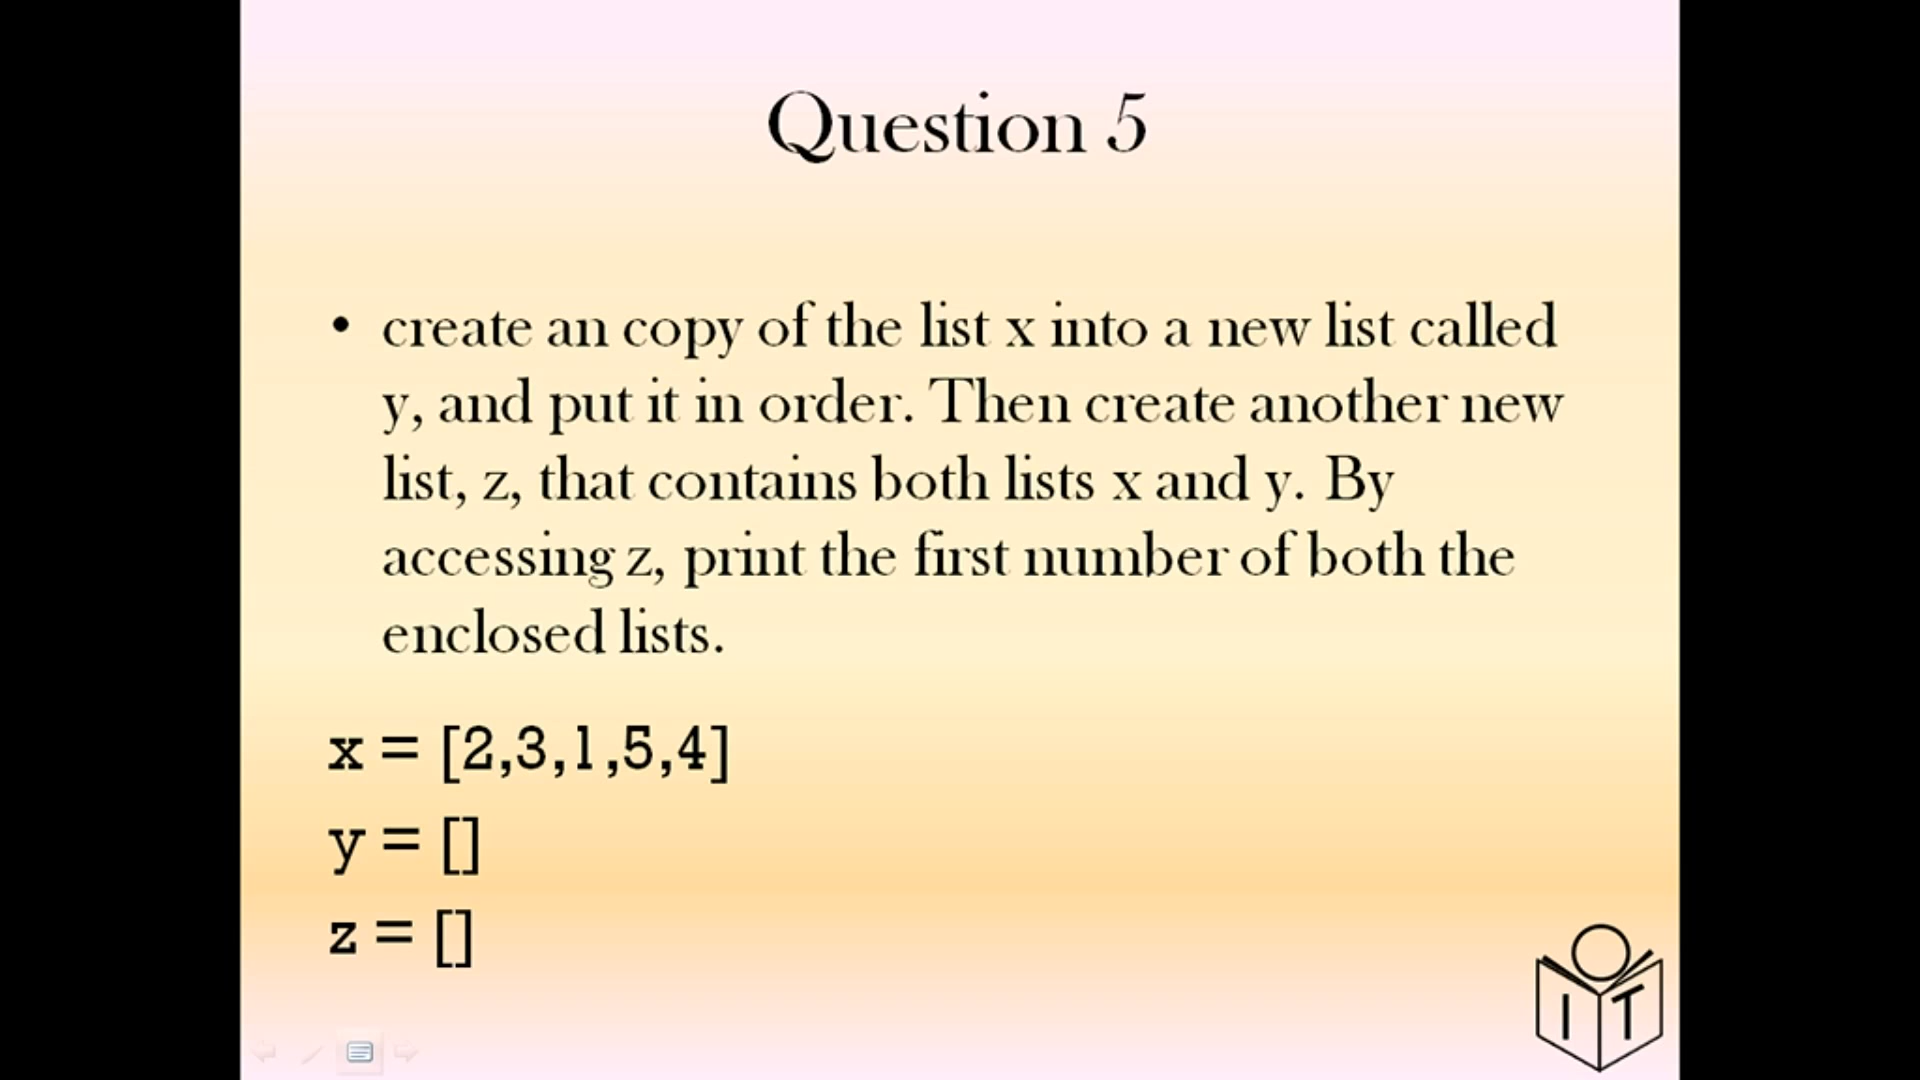 Question 5
• create an copy of the list x into a new list called
y, and put it in order. Then create another new
list, z, that contains both lists x and y. By
accessing z, print the first number of both the
enclosed lists.
x = [2,3,1,5,4]
y = []
z = []
I T